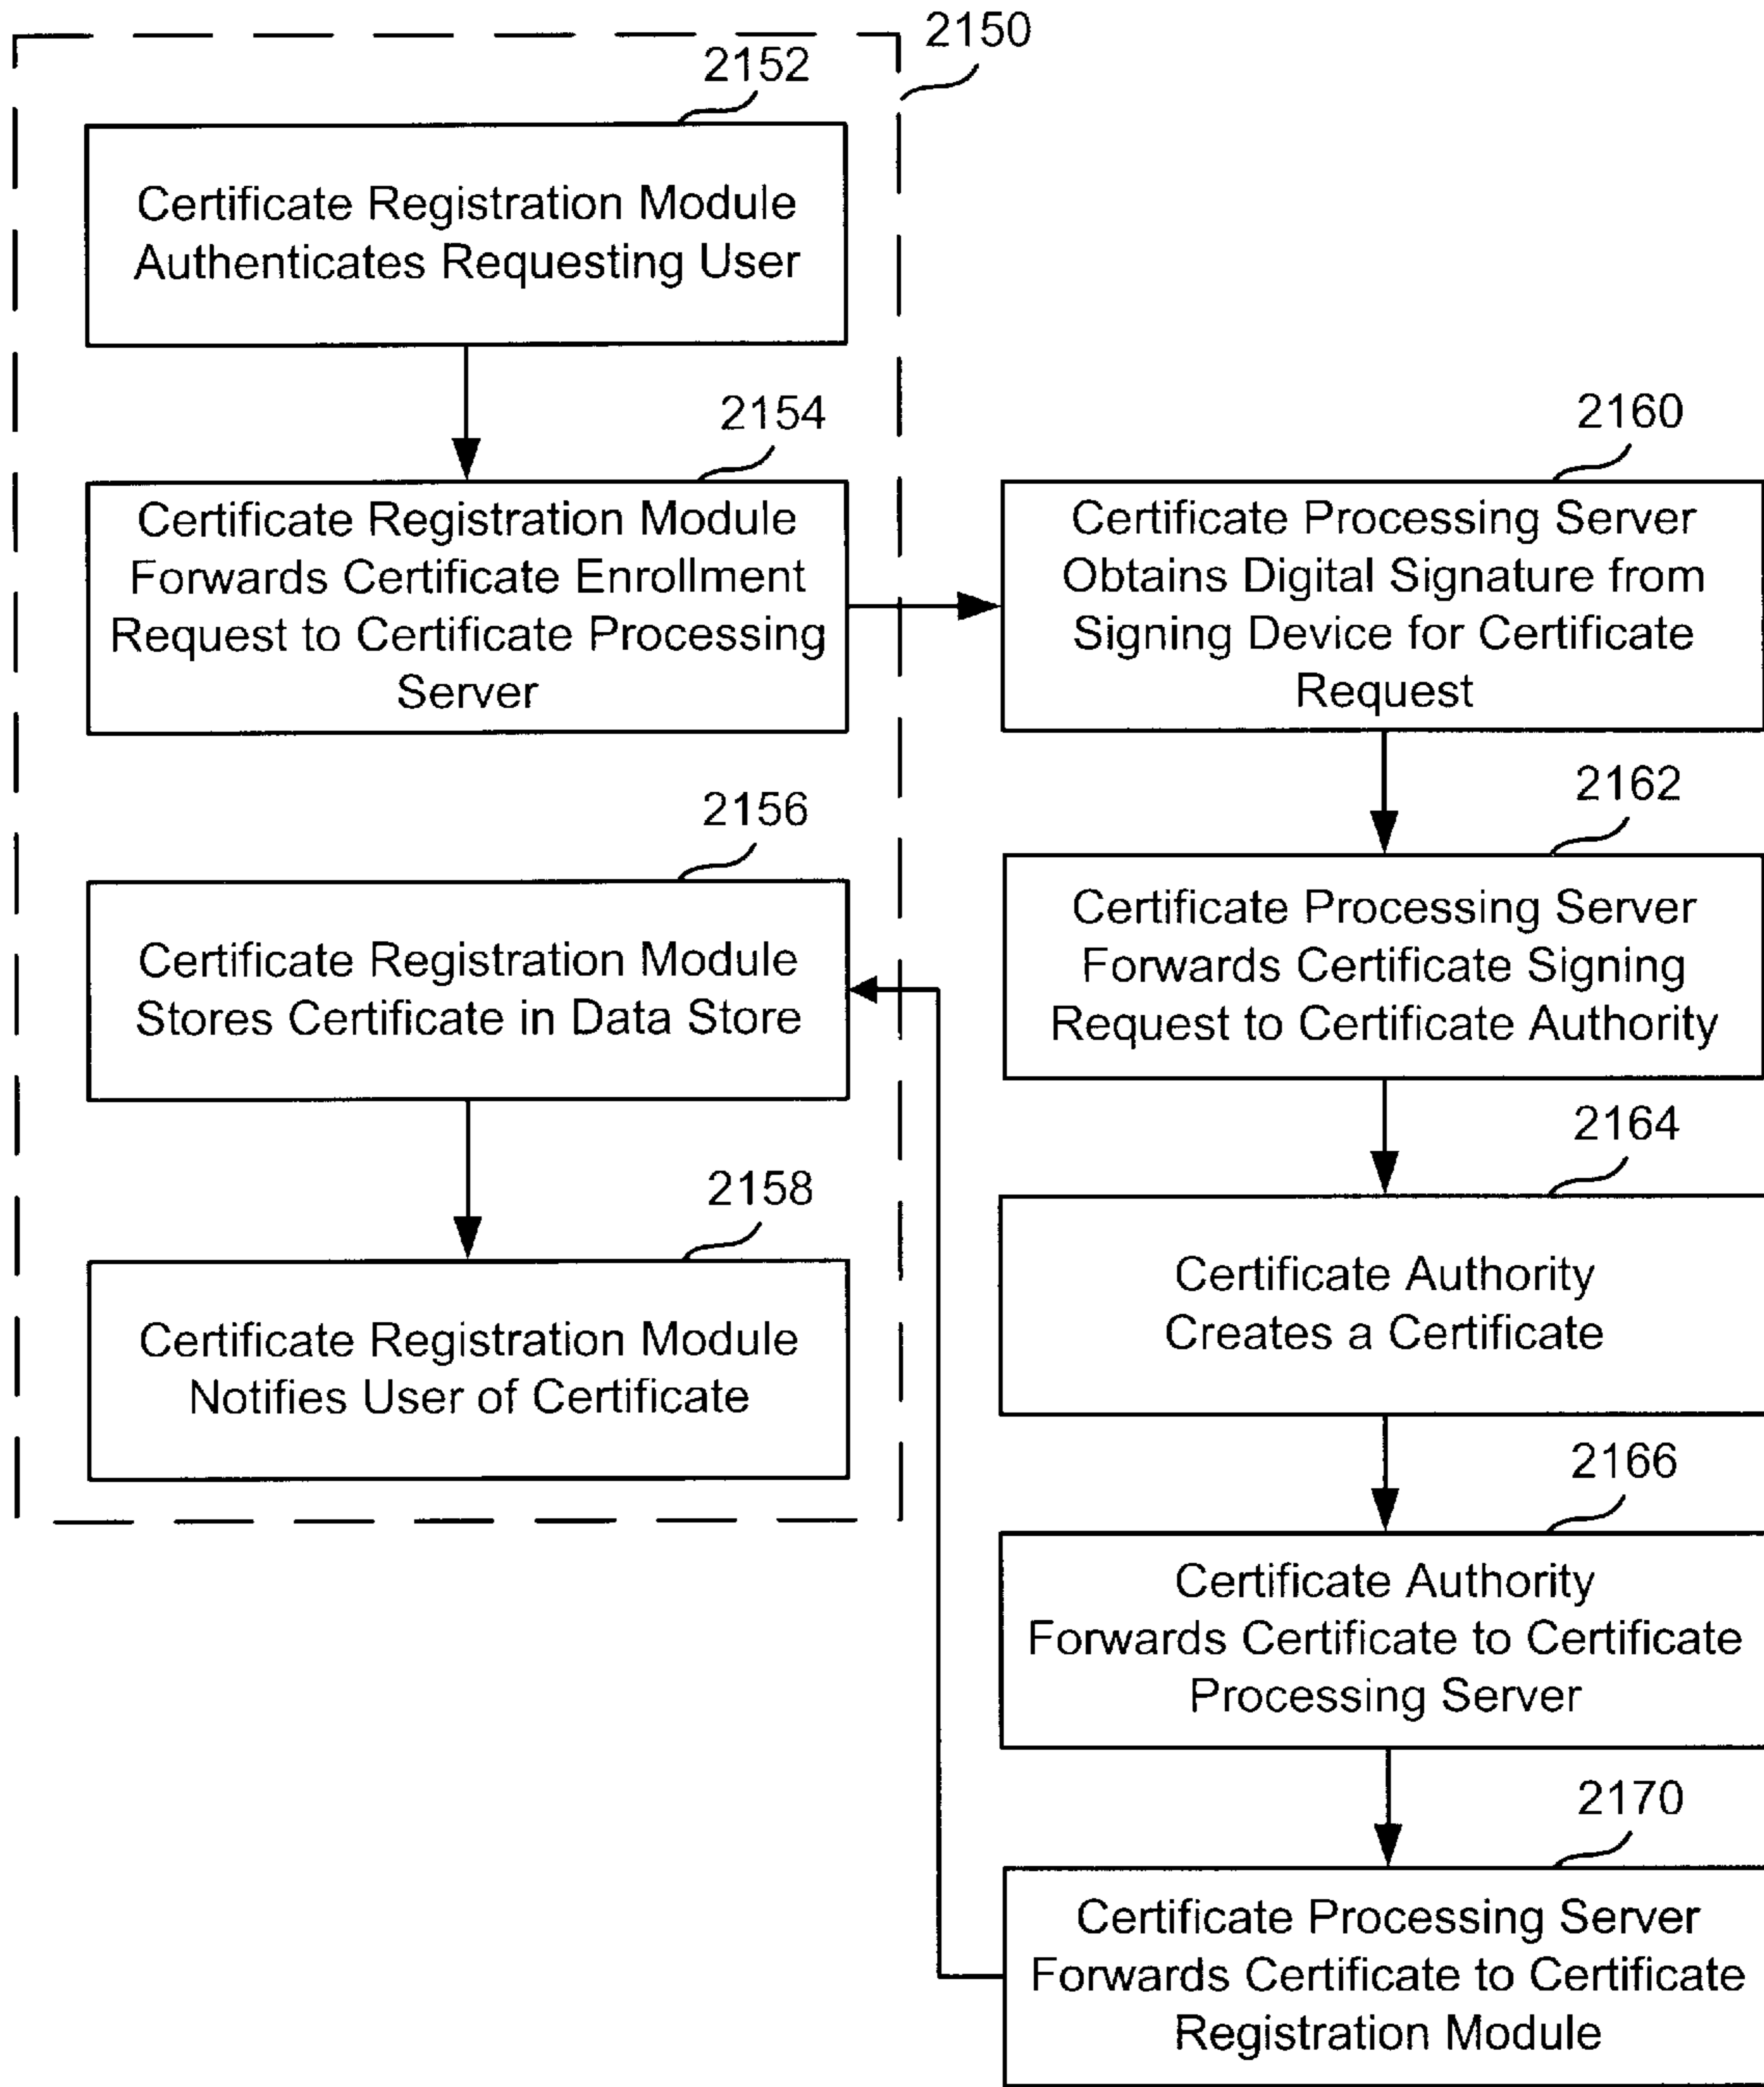 2150
2152
Certificate Registration Module
Authenticates Requesting User
2154
Certificate Registration Module
Forwards Certificate Enrollment
Request to Certificate Processing
Server
2156
Certificate Registration Module
Stores Certificate in Data Store
2158
Certificate Registration Module
Notifies User of Certificate
2160
Certificate Processing Server
Obtains Digital Signature from
Signing Device for Certificate
Request
2162
Certificate Processing Server
Forwards Certificate Signing
Request to Certificate Authority
2164
Certificate Authority
Creates a Certificate
2166
Certificate Authority
Forwards Certificate to Certificate
Processing Server
2170
Certificate Processing Server
Forwards Certificate to Certificate
Registration Module